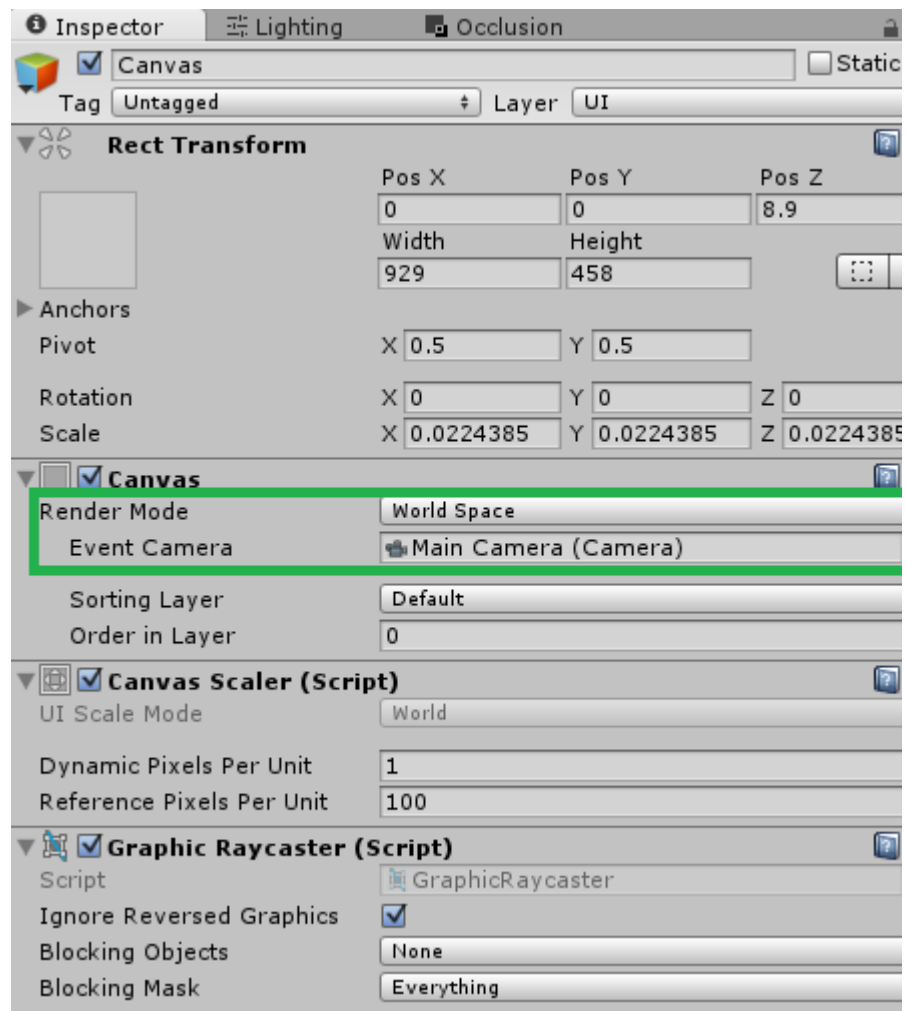 Inspector Lighting Occlusion
Canvas Static
Tag Untagged Layer UI
Rect Transform
Pos X Pos Y Pos Z
0 0 8.9
Width Height
929 458
Anchors
Pivot X 0.5 Y 0.5
Rotation X 0 Y 0 Z 0
Scale X 0.0224385 Y 0.0224385 Z 0.0224385
Canvas
Render Mode World Space
Event Camera Main Camera (Camera)
Sorting Layer Default
Order in Layer 0
Canvas Scaler (Script)
UI Scale Mode World
Dynamic Pixels Per Unit 1
Reference Pixels Per Unit 100
Graphic Raycaster (Script)
Script GraphicRaycaster
Ignore Reversed Graphics
Blocking Objects None
Blocking Mask Everything